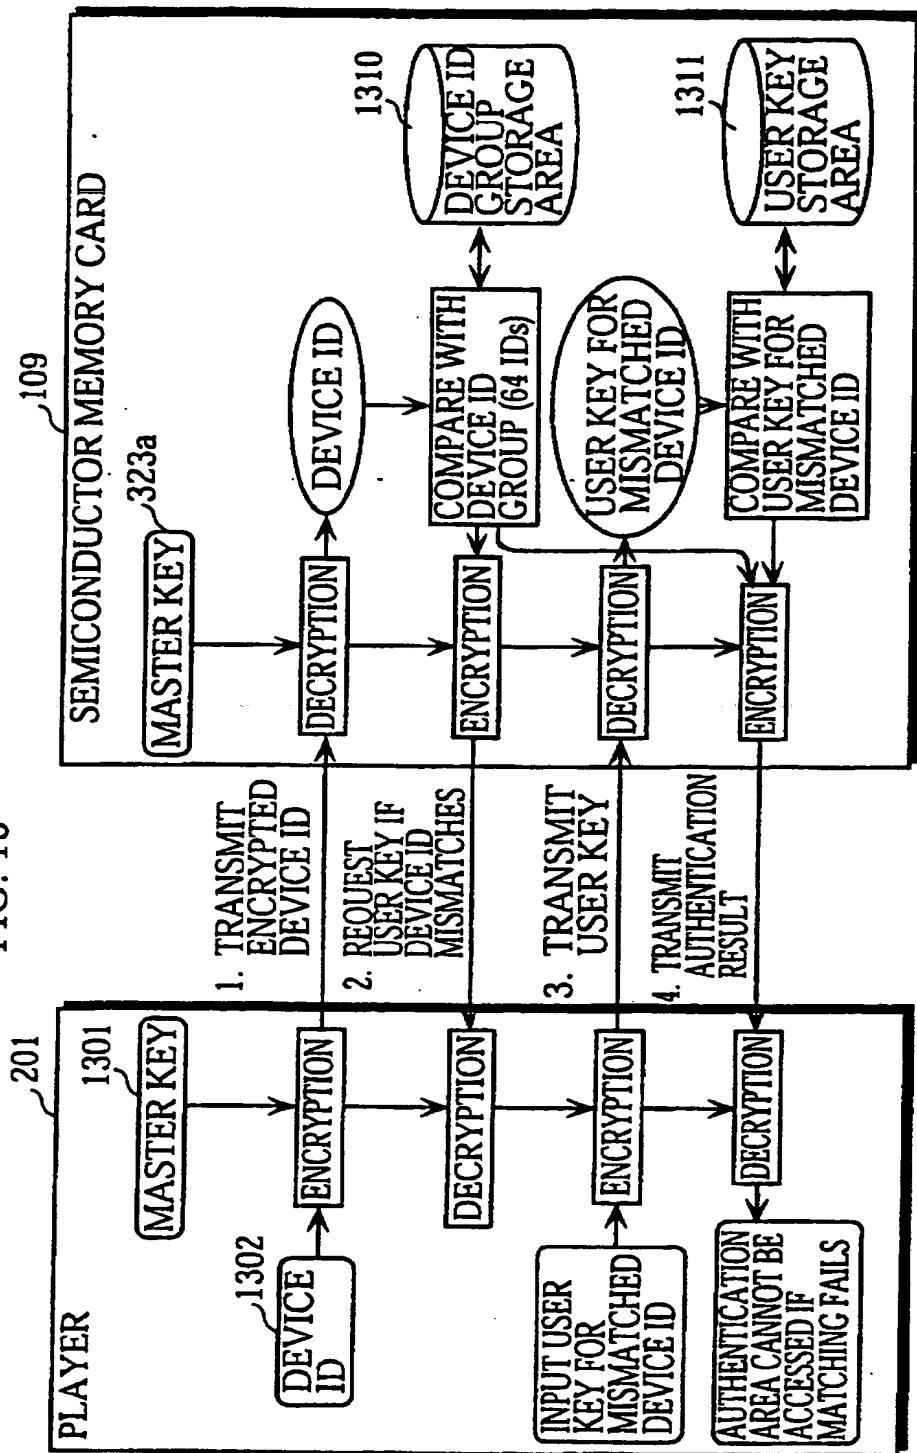 FIG. 16
201
PLAYER
1301
MASTER KEY
1302
DEVICE
ID
ENCRYPTION
DECRYPTION
INPUT USER
KEY FOR
MISMATCHED
DEVICE ID
ENCRYPTION
AUTHENTICATION
AREA CANNOT BE
ACCESSED IF
MATCHING FAILS
DECRYPTION
1. TRANSMIT
ENCRYPTED
DEVICE ID
2. REQUEST
USER KEY IF
DEVICE ID
MISMATCHES
3. TRANSMIT
USER KEY
4. TRANSMIT
AUTHENTICATION
RESULT
109
SEMICONDUCTOR MEMORY CARD
323a
MASTER KEY
DECRYPTION
DEVICE ID
ENCRYPTION
COMPARE WITH
DEVICE ID
GROUP (64 IDs)
1310
DEVICE ID
GROUP
STORAGE
AREA
DECRYPTION
USER KEY FOR
MISMATCHED
DEVICE ID
ENCRYPTION
COMPARE WITH
USER KEY FOR
MISMATCHED
DEVICE ID
1311
USER KEY
STORAGE
AREA